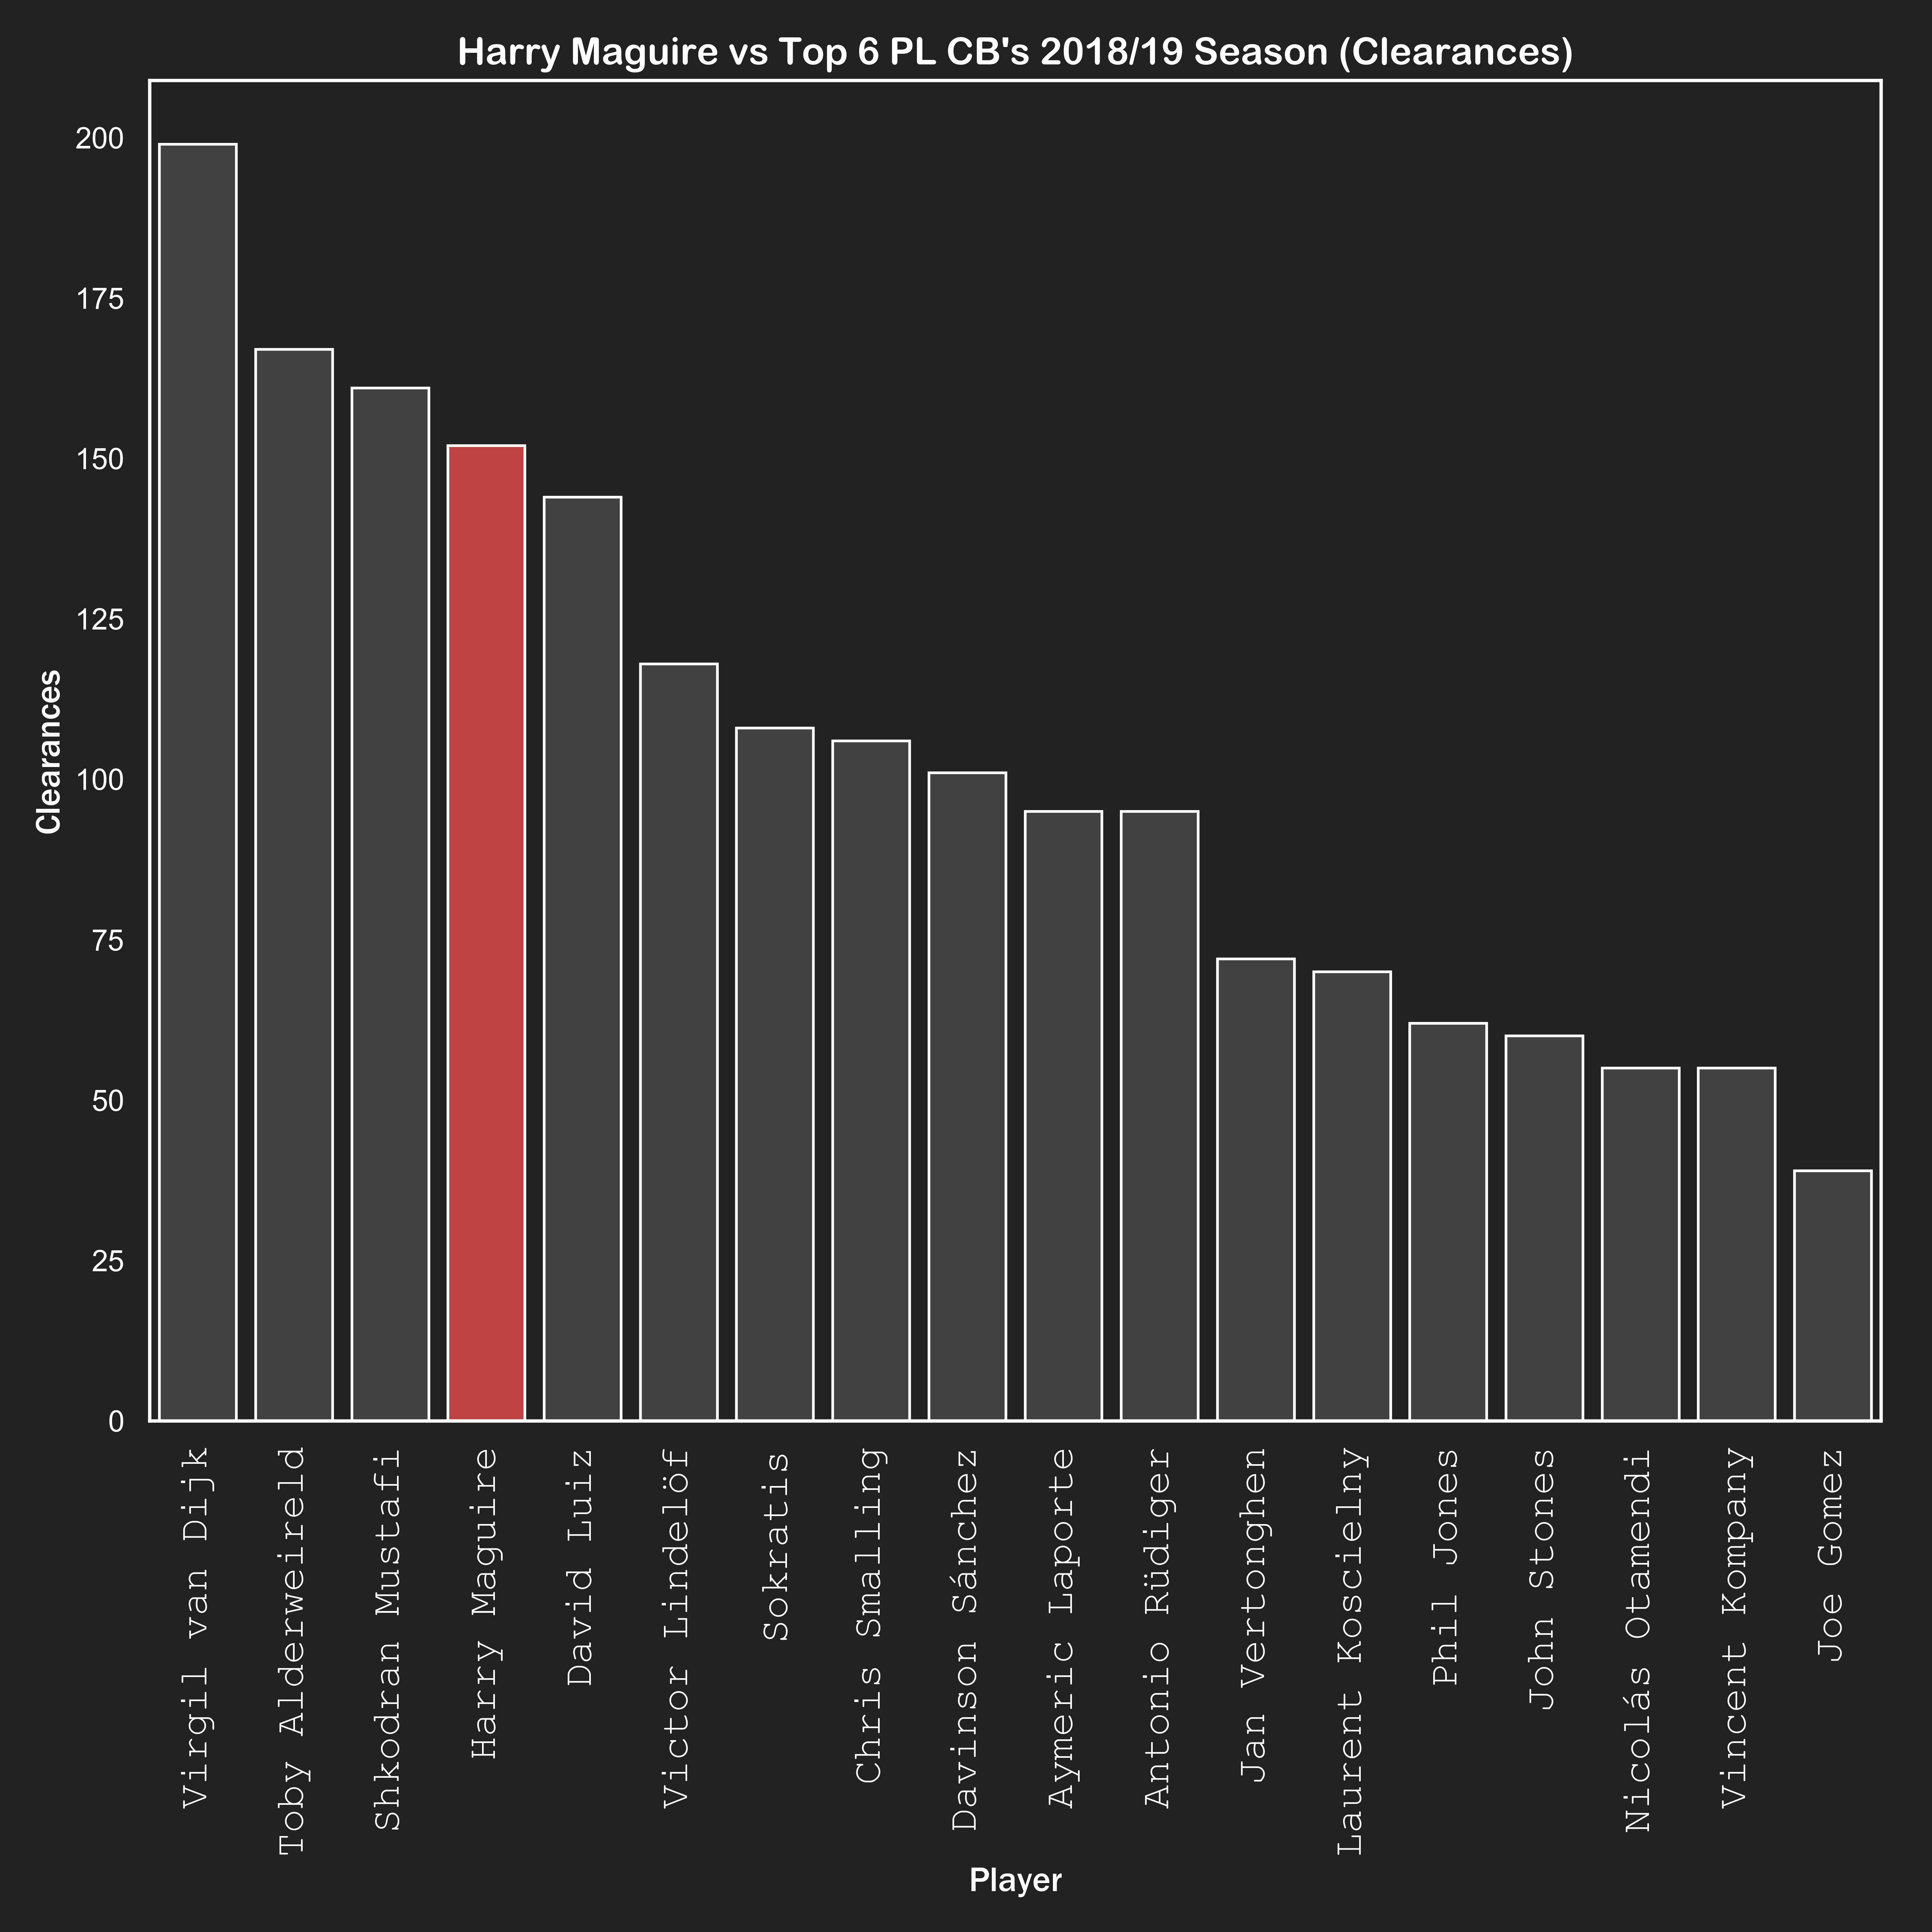 Harry Maguire vs Top 6 PL CB's 2018/19 Season (Clearances)
200
175
150
125
100
75
50
25
0
Clearances
Virgil van Dijk
Toby Alderweireld
Shkodran Mustafi
Harry Maguire
David Luiz
Victor Lindelöf
Sokratis
Chris Smalling
Davinson Sánchez
Aymeric Laporte
Antonio Rüdiger
Jan Vertonghen
Laurent Koscielny
Phil Jones
John Stones
Nicolás Otamendi
Vincent Kompany
Joe Gomez
Player